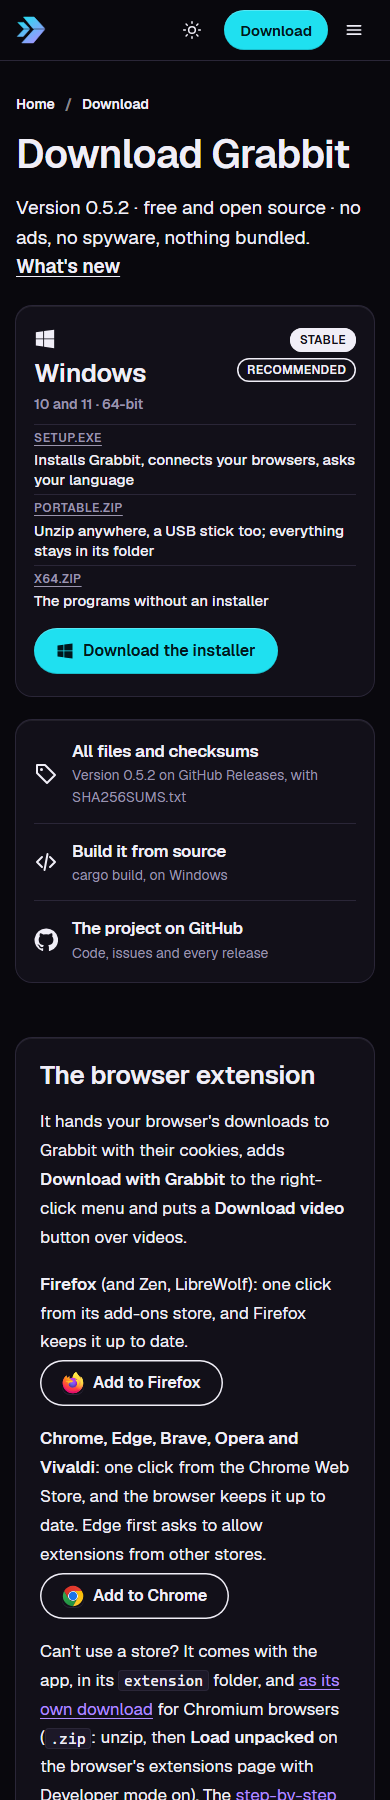 Download
Home / Download
Download Grabbit
Version 0.5.2 · free and open source · no
ads, no spyware, nothing bundled.
What's new
STABLE
Windows
RECOMMENDED
10 and 11 · 64-bit
SETUP.EXE
Installs Grabbit, connects your browsers, asks
your language
PORTABLE.ZIP
Unzip anywhere, a USB stick too; everything
stays in its folder
X64.ZIP
The programs without an installer
Download the installer
All files and checksums
Version 0.5.2 on GitHub Releases, with
SHA256SUMS.txt
Build it from source
cargo build, on Windows
The project on GitHub
Code, issues and every release
The browser extension
It hands your browser's downloads to
Grabbit with their cookies, adds
Download with Grabbit to the right-
click menu and puts a Download video
button over videos.
Firefox (and Zen, LibreWolf): one click
from its add-ons store, and Firefox
keeps it up to date.
Add to Firefox
Chrome, Edge, Brave, Opera and
Vivaldi: one click from the Chrome Web
Store, and the browser keeps it up to
date. Edge first asks to allow
extensions from other stores.
Add to Chrome
Can't use a store? It comes with the
app, in its extension folder, and as its
own download for Chromium browsers
(.zip: unzip, then Load unpacked on
the browser's extensions page with
Developer mode on). The step-by-step